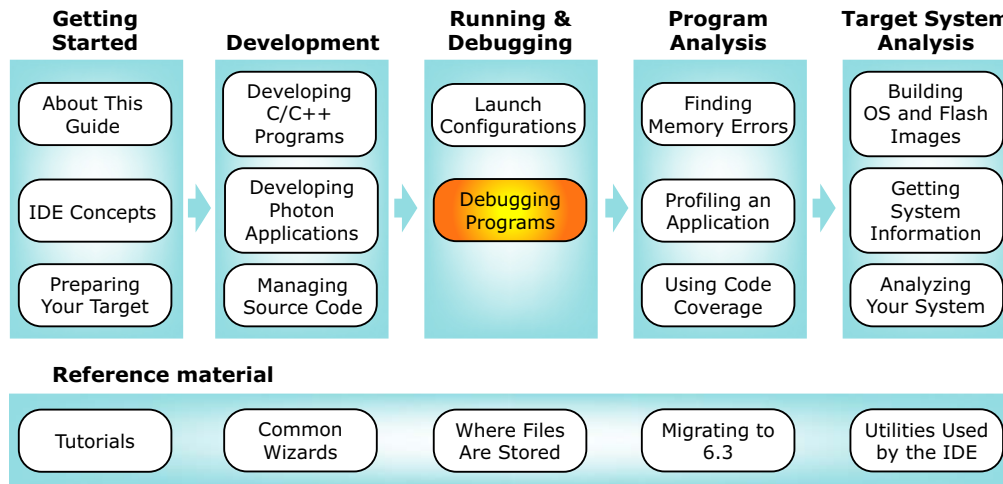 Getting
Started
About This
Guide
IDE Concepts
Preparing
Your Target
Development
Developing
C/C++
Programs
Developing
Photon
Applications
Managing
Source Code
Running &
Debugging
Launch
Configurations
Debugging
Programs
Program
Analysis
Finding
Memory Errors
Profiling an
Application
Using Code
Coverage
Target System
Analysis
Building
OS and Flash
Images
Getting
System
Information
Analyzing
Your System
Reference material
Tutorials
Common
Wizards
Where Files
Are Stored
Migrating to
6.3
Utilities Used
by the IDE